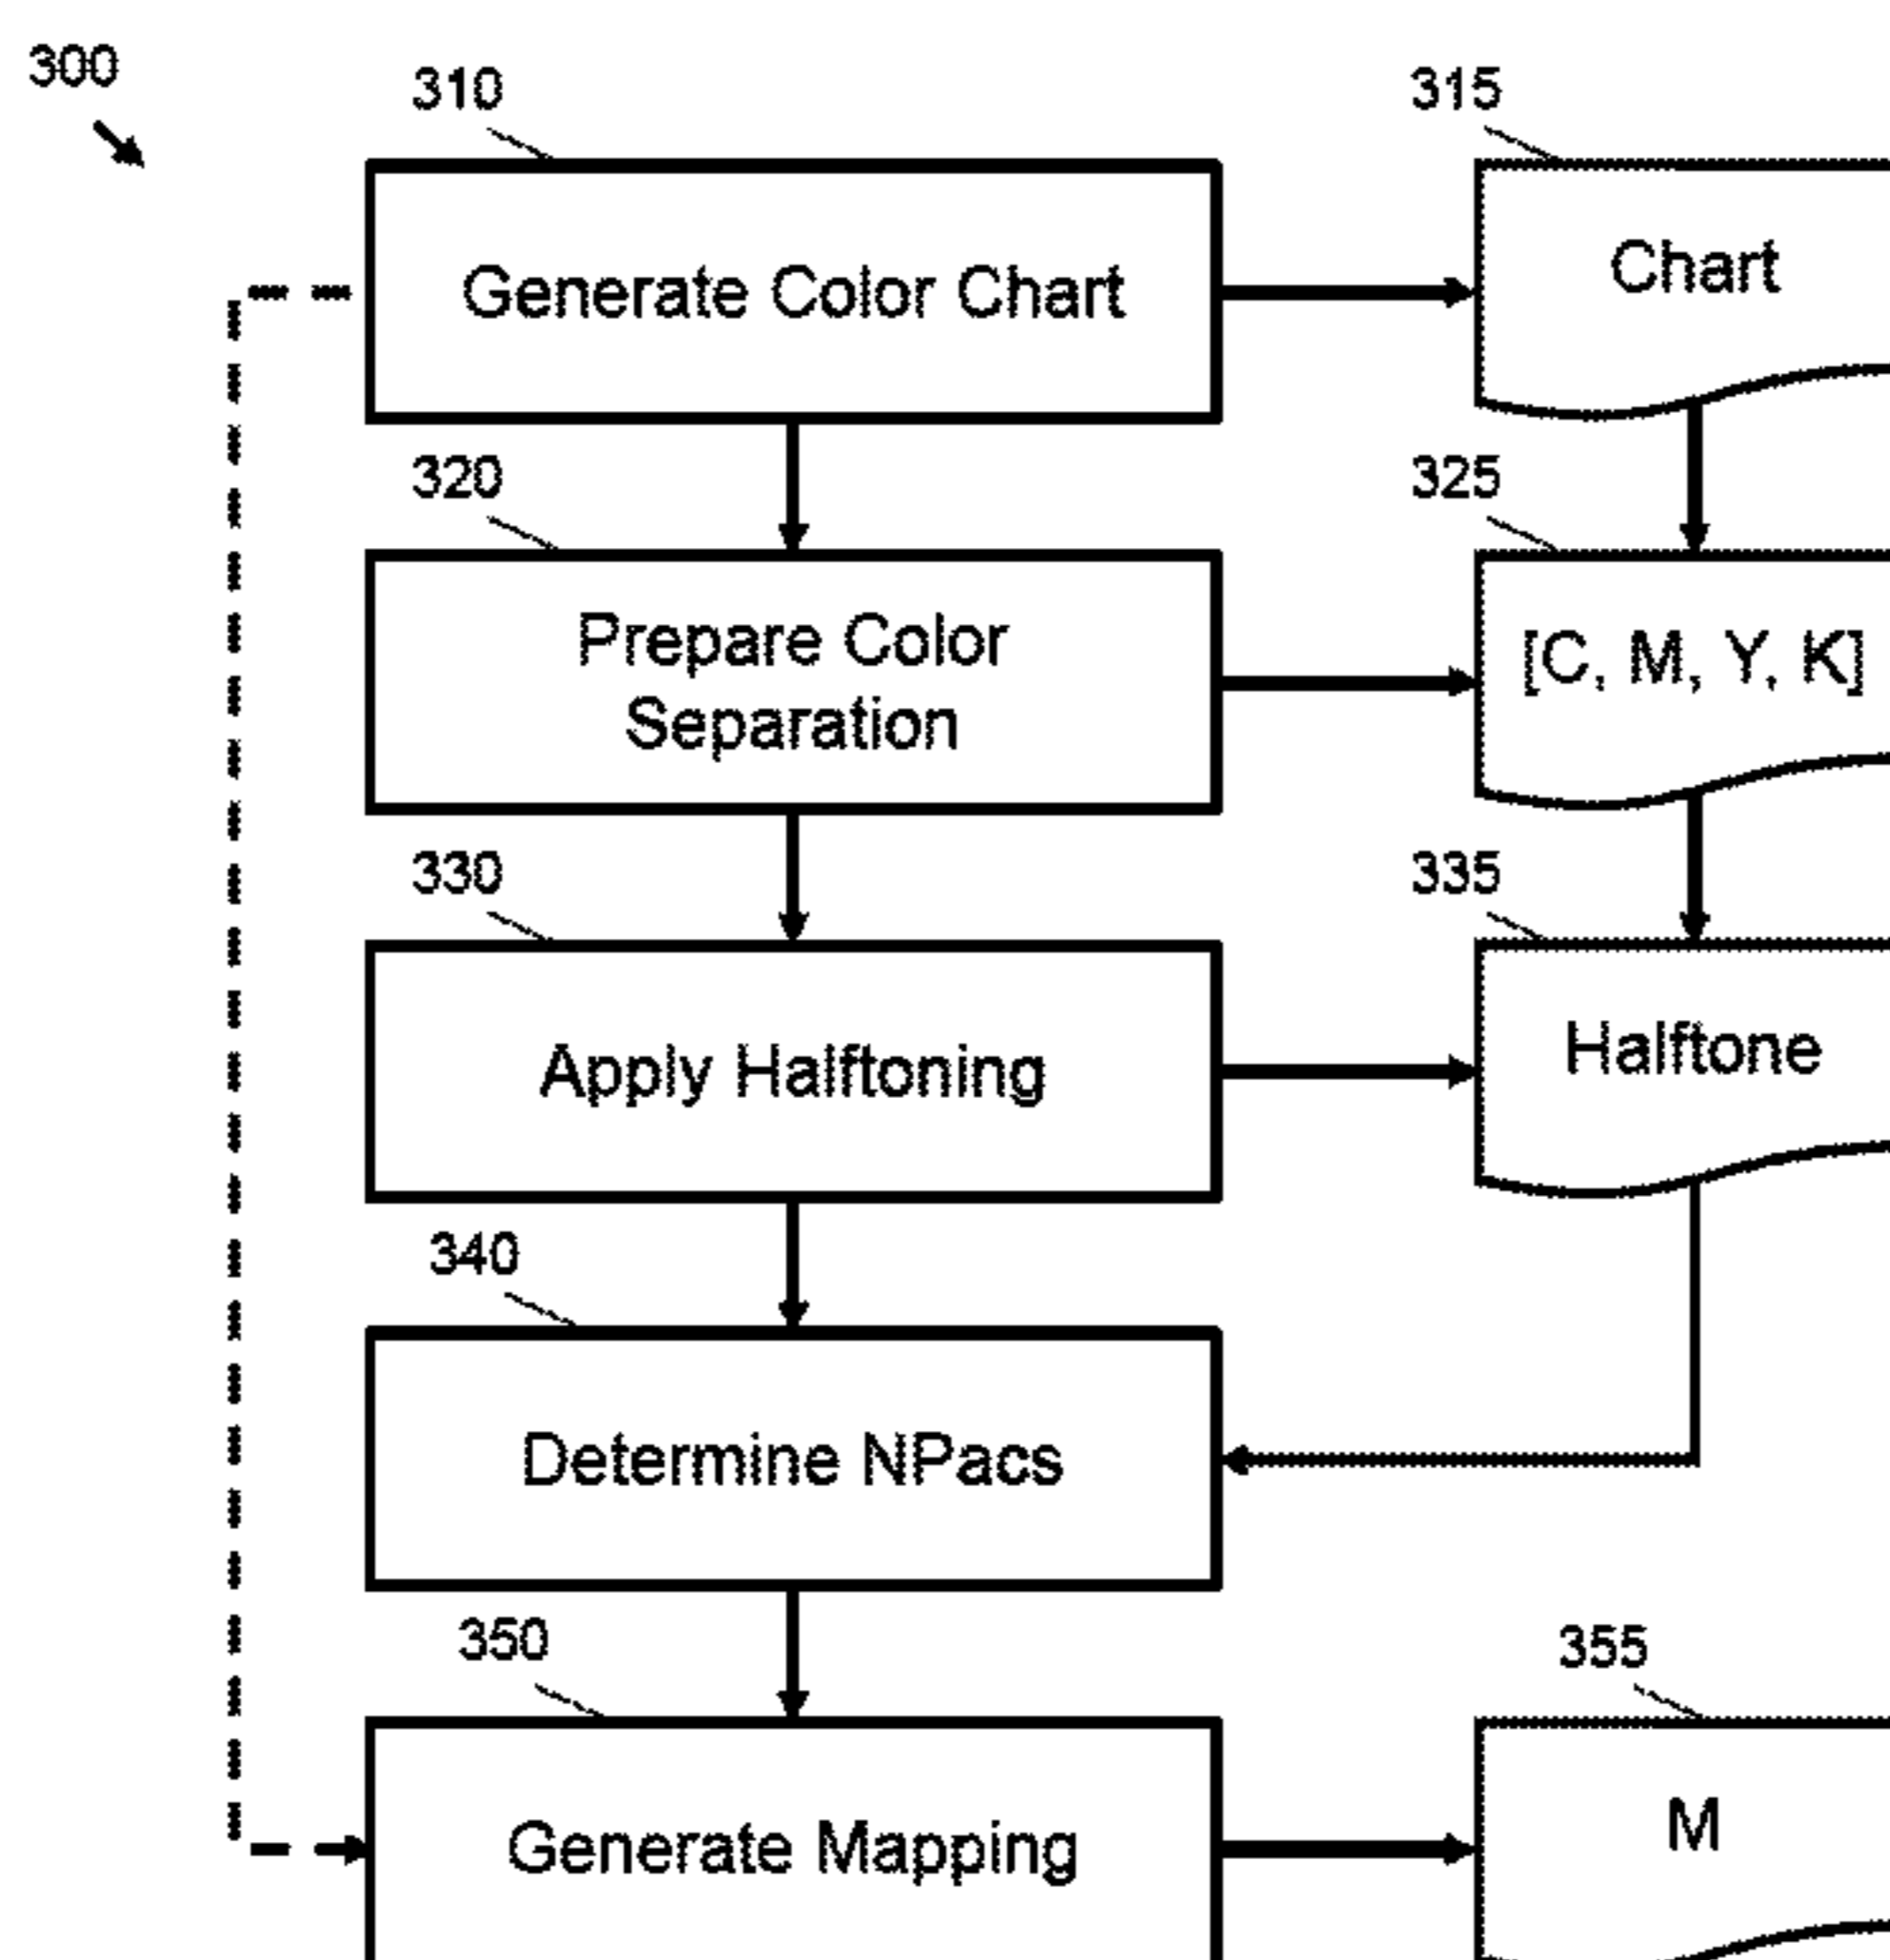 300
310
315
Generate Color Chart
Chart
320
325
Prepare Color
Separation
[C, M, Y, K]
330
335
Apply Halftoning
Halftone
340
Determine NPacs
350
355
Generate Mapping
M